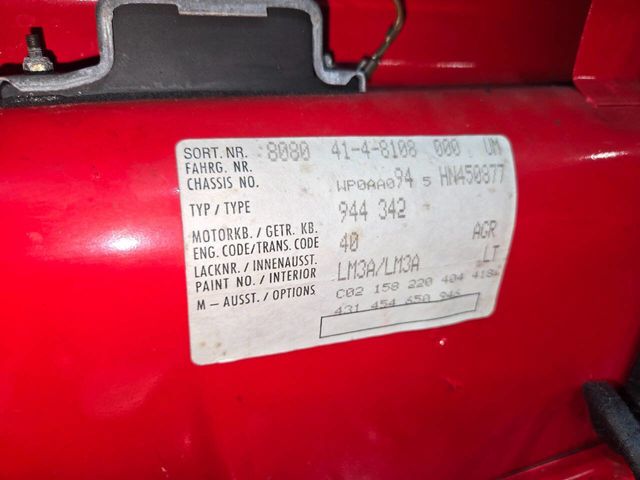 SORT. NR. 8080 41-4-8108 000 UM
FAHRG. NR.
CHASSIS NO. WP0AA094 5 HN450877
TYP / TYPE 944 342
MOTORKB. / GETR. KB.
ENG. CODE/TRANS. CODE 40 AGR
LACKNR. / INNENAUSST.
PAINT NO. / INTERIOR LM3A/LM3A LT
M – AUSST. / OPTIONS C02 158 220 404 418
431 454 650 946